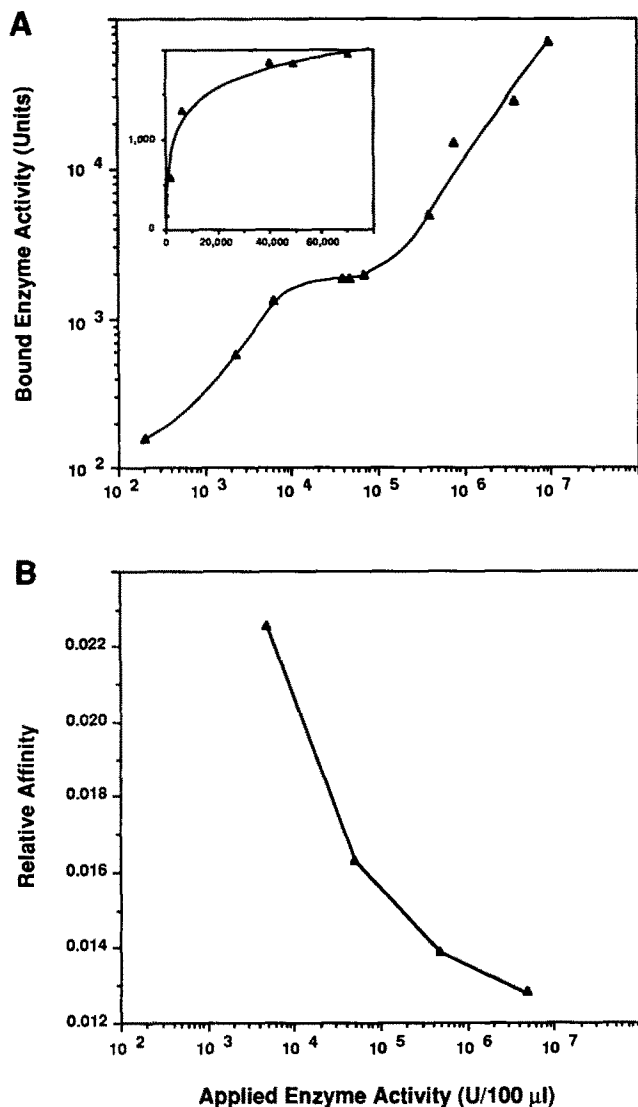 A
Bound Enzyme Activity (Units)
10 4
10 3
10 2
1,000
0
0 20,000 40,000 60,000
10 2 10 3 10 4 10 5 10 6 10 7
B
Relative Affinity
0.022
0.020
0.018
0.016
0.014
0.012
10 2 10 3 10 4 10 5 10 6 10 7
Applied Enzyme Activity (U/100 µl)